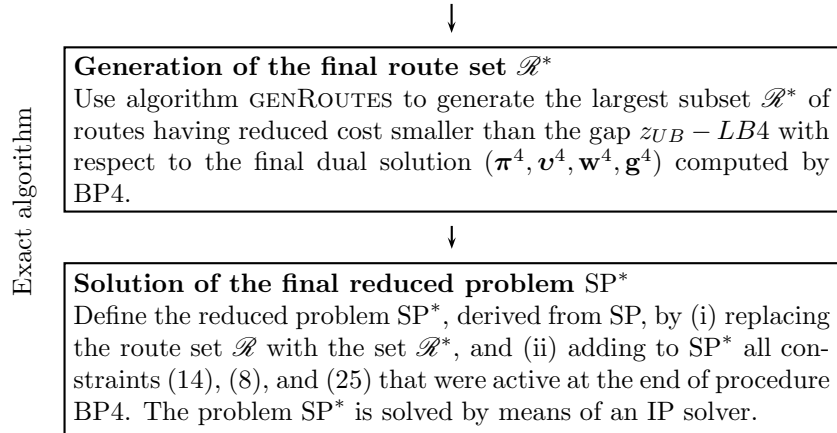 Exact algorithm
Generation of the final route set ℛ*
Use algorithm GENROUTES to generate the largest subset ℛ* of
routes having reduced cost smaller than the gap z_{UB} − LB4 with
respect to the final dual solution (π⁴, υ⁴, w⁴, g⁴) computed by
BP4.
Solution of the final reduced problem SP*
Define the reduced problem SP*, derived from SP, by (i) replacing
the route set ℛ with the set ℛ*, and (ii) adding to SP* all con-
straints (14), (8), and (25) that were active at the end of procedure
BP4. The problem SP* is solved by means of an IP solver.